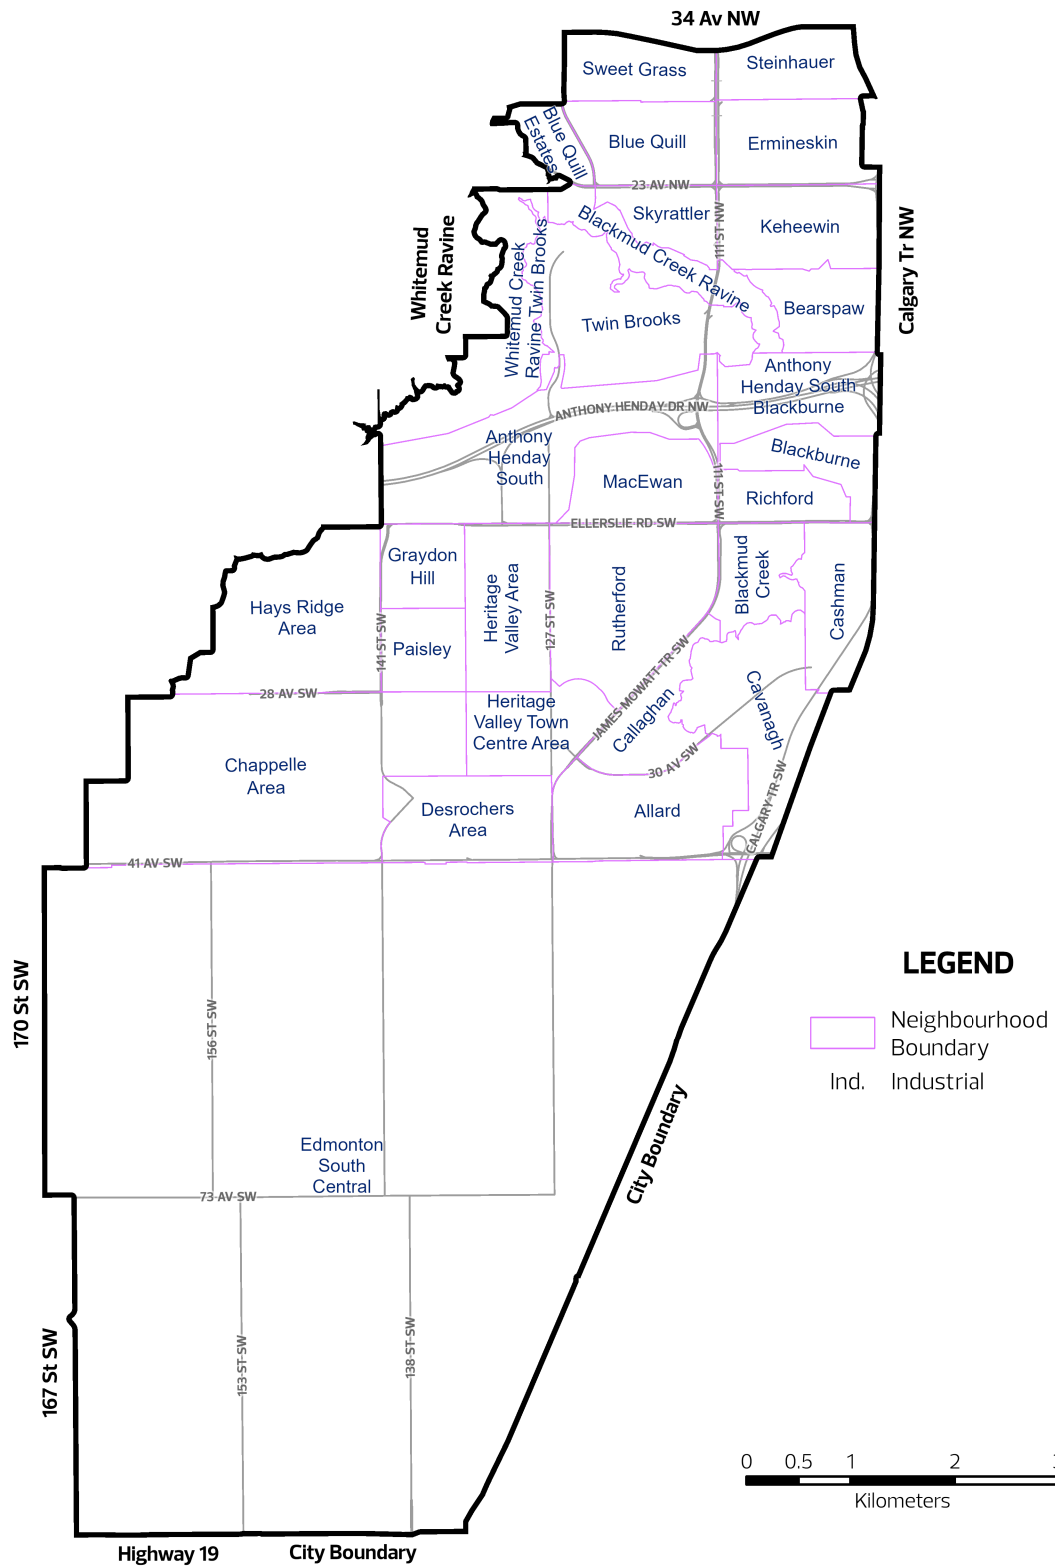 34 Av NW
Sweet Grass
Steinhauer
Blue Quill
Estates
Blue Quill
Ermineskin
23 AV NW
Skyrattler
111 ST NW
Keheewin
Whitemud
Creek Ravine
Calgary Tr NW
Blackmud Creek Ravine
Whitemud Creek
Ravine Twin Brooks
Twin Brooks
Bearspaw
Anthony
Henday South
Blackburne
ANTHONY HENDAY DR NW
Anthony
Henday
South
Blackburne
MacEwan
111 ST SW
Richford
ELLERSLIE RD SW
Graydon
Hill
Heritage
Valley Area
Rutherford
Blackmud
Creek
Cashman
Hays Ridge
Area
141 ST SW
Paisley
127 ST SW
JAMES MOWATT TR SW
28 AV SW
Heritage
Valley Town
Centre Area
Callaghan
Cavanagh
30 AV SW
Chappelle
Area
Desrochers
Area
Allard
CALGARY TR SW
41 AV SW
170 St SW
156 ST SW
LEGEND
Neighbourhood
Boundary
Ind. Industrial
City Boundary
Edmonton
South
Central
73 AV SW
167 St SW
153 ST SW
138 ST SW
0 0.5 1 2
Kilometers
Highway 19
City Boundary